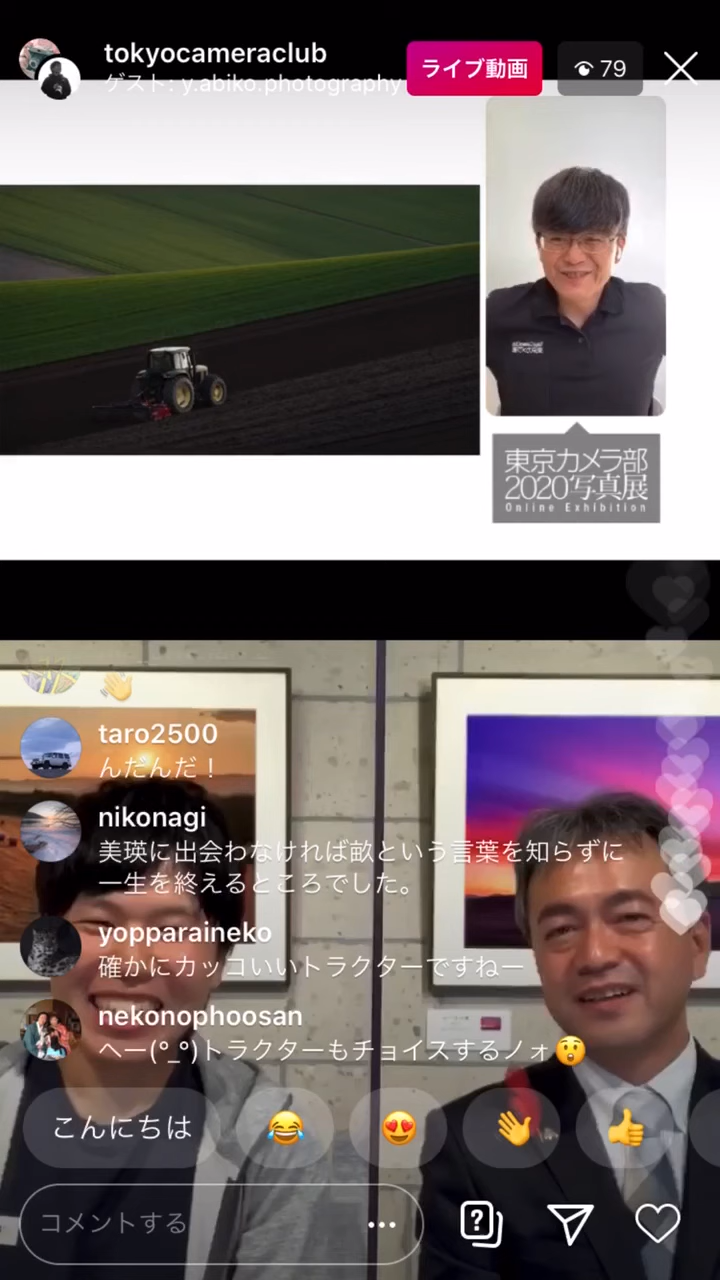 tokyocameraclub
ゲスト: y.abiko.photography
ライブ動画
79
東京カメラ部
2020写真展
Online Exhibition
taro2500
んだんだ！
nikonagi
美瑛に出会わなければ畝という言葉を知らずに
一生を終えるところでした。
yopparaineko
確かにカッコいいトラクターですねー
nekonophoosan
へー(°_°)トラクターもチョイスするノォ😲
こんにちは
コメントする